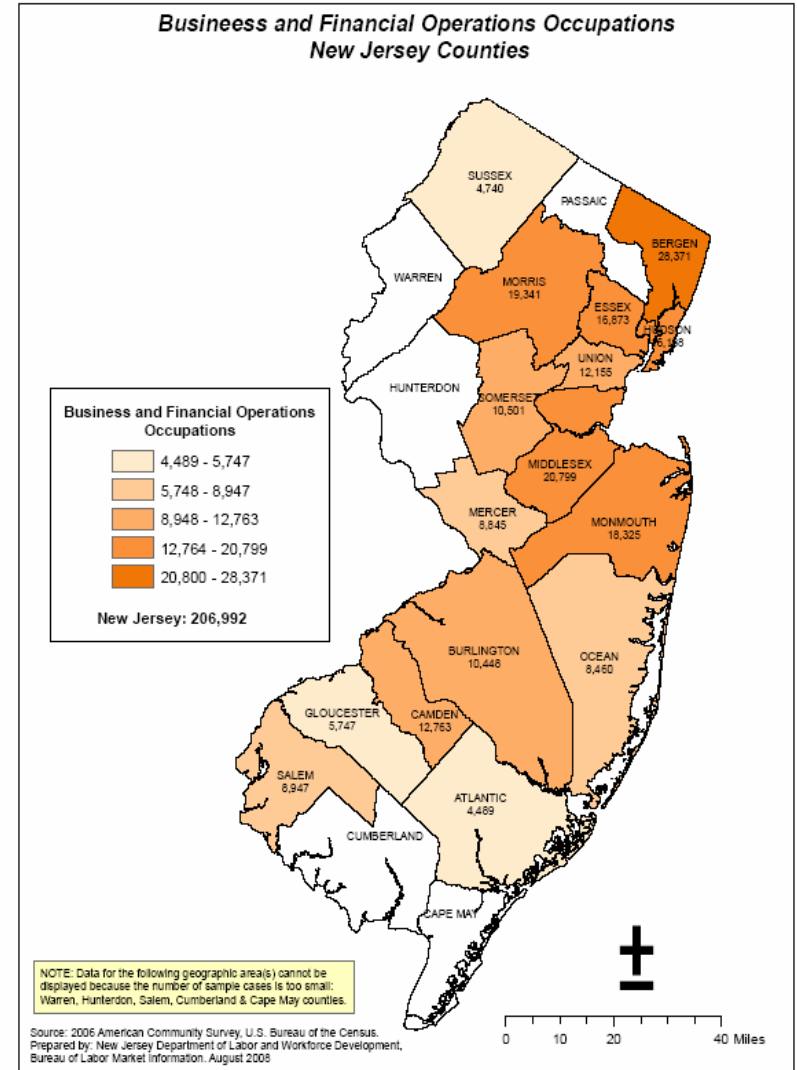 Busineess and Financial Operations Occupations
New Jersey Counties
SUSSEX
4,740
PASSAIC
BERGEN
28,371
WARREN
MORRIS
19,341
ESSEX
16,873
HUDSON
UNION
12,155
HUNTERDON
SOMERSET
10,501
MIDDLESEX
20,799
MERCER
8,845
MONMOUTH
18,325
Business and Financial Operations
Occupations
4,489 - 5,747
5,748 - 8,947
8,948 - 12,763
12,764 - 20,799
20,800 - 28,371
New Jersey: 206,992
BURLINGTON
10,448
OCEAN
8,460
GLOUCESTER
5,747
CAMDEN
12,763
SALEM
8,947
ATLANTIC
4,489
CUMBERLAND
CAPE MAY
NOTE: Data for the following geographic area(s) cannot be
displayed because the number of sample cases is too small:
Warren, Hunterdon, Salem, Cumberland & Cape May counties.
Source: 2006 American Community Survey, U.S. Bureau of the Census.
Prepared by: New Jersey Department of Labor and Workforce Development,
Bureau of Labor Market Information. August 2008
0 10 20 40 Miles